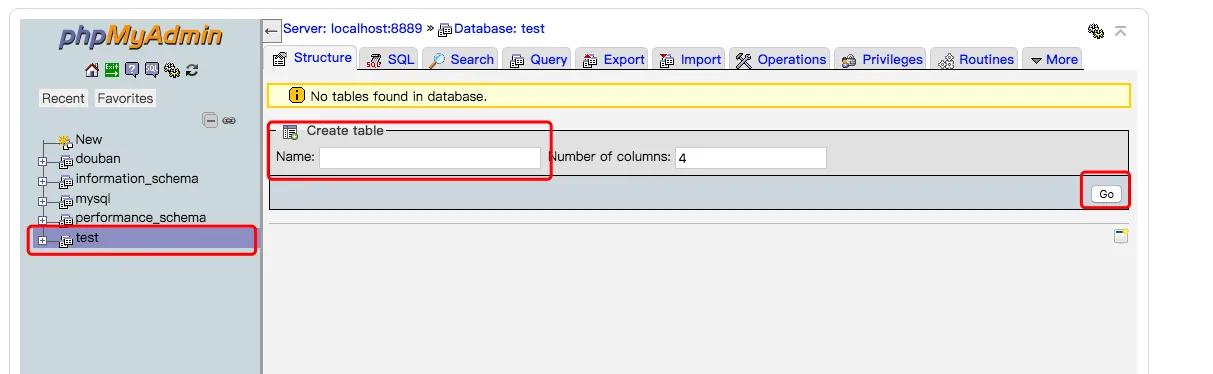 phpMyAdmin
Recent Favorites
New
douban
information_schema
mysql
performance_schema
test
Server: localhost:8889 » Database: test
Structure SQL Search Query Export Import Operations Privileges Routines More
No tables found in database.
Create table
Name: Number of columns: 4
Go